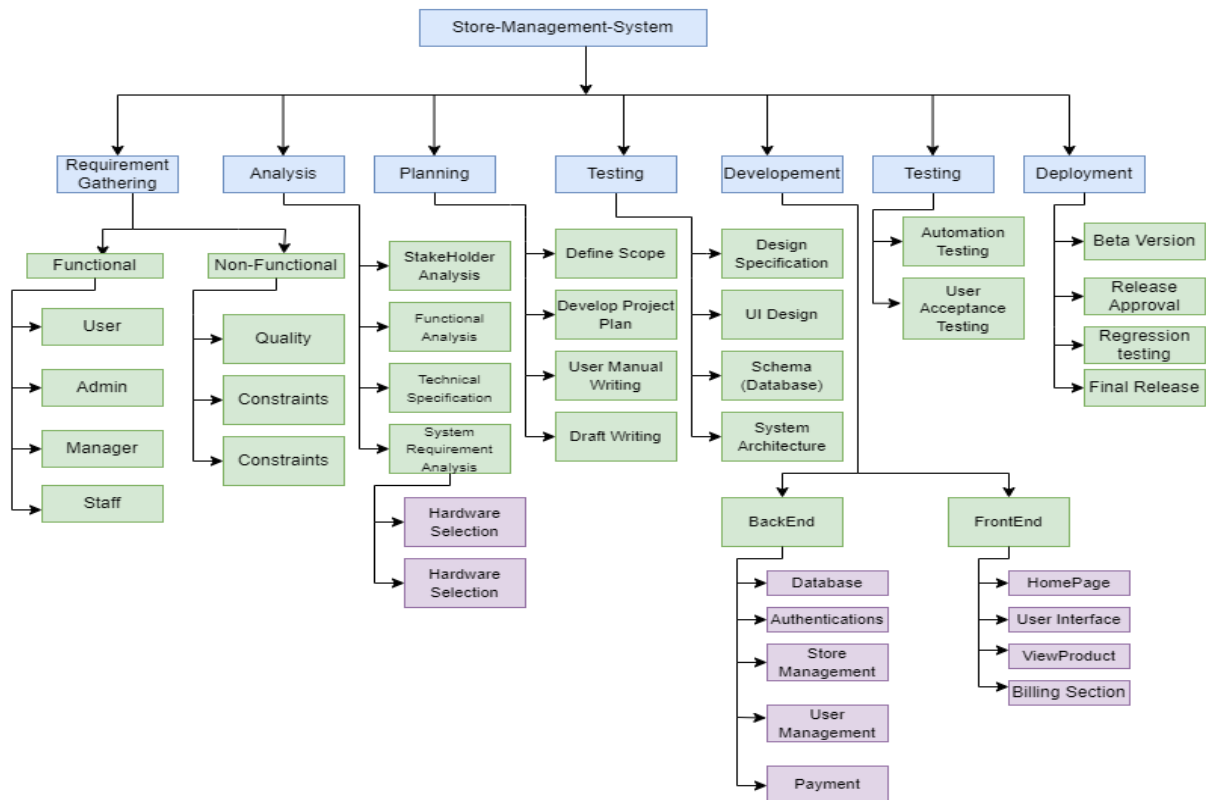 Store-Management-System
Requirement
Gathering
Analysis
Planning
Testing
Developement
Testing
Deployment
Functional
User
Admin
Manager
Staff
Non-Functional
Quality
Constraints
Constraints
StakeHolder
Analysis
Functional
Analysis
Technical
Specification
System
Requirement
Analysis
Hardware
Selection
Hardware
Selection
Define Scope
Develop Project
Plan
User Manual
Writing
Draft Writing
Design
Specification
UI Design
Schema
(Database)
System
Architecture
BackEnd
Database
Authentications
Store
Management
User
Management
Payment
FrontEnd
HomePage
User Interface
ViewProduct
Billing Section
Automation
Testing
User
Acceptance
Testing
Beta Version
Release
Approval
Regression
testing
Final Release